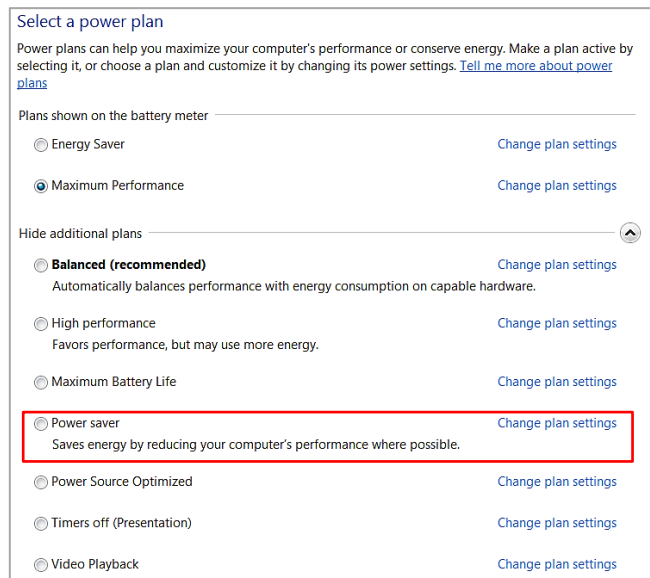 Select a power plan
Power plans can help you maximize your computer's performance or conserve energy. Make a plan active by
selecting it, or choose a plan and customize it by changing its power settings. Tell me more about power
plans
Plans shown on the battery meter
Energy Saver Change plan settings
Maximum Performance Change plan settings
Hide additional plans
Balanced (recommended) Change plan settings
Automatically balances performance with energy consumption on capable hardware.
High performance Change plan settings
Favors performance, but may use more energy.
Maximum Battery Life Change plan settings
Power saver Change plan settings
Saves energy by reducing your computer's performance where possible.
Power Source Optimized Change plan settings
Timers off (Presentation) Change plan settings
Video Playback Change plan settings